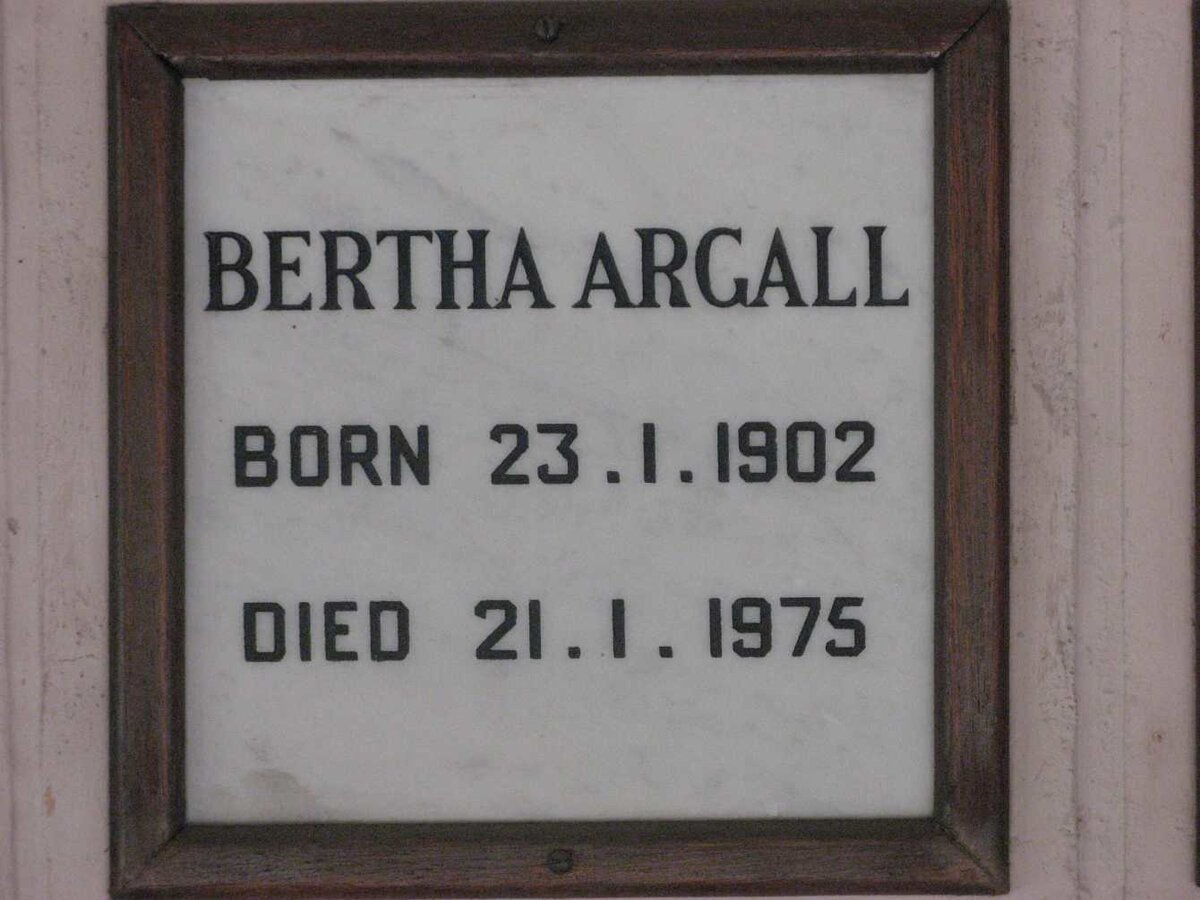 BERTHA ARGALL
BORN 23.1.1902
DIED 21.1.1975